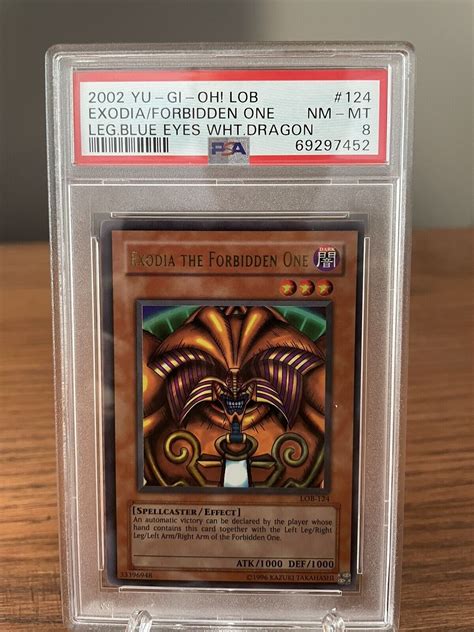 2002 YU-GI-OH! LOB #124
EXODIA/FORBIDDEN ONE NM-MT
LEG.BLUE EYES WHT.DRAGON 8
PSA 69297452
EXODIA THE FORBIDDEN ONE
DARK
闇
LOB-124
[SPELLCASTER/EFFECT]
An automatic victory can be declared by the player whose
hand contains this card together with the Left Leg/Right
Leg/Left Arm/Right Arm of the Forbidden One.
ATK/1000 DEF/1000
33396948 ©1996 KAZUKI TAKAHASHI